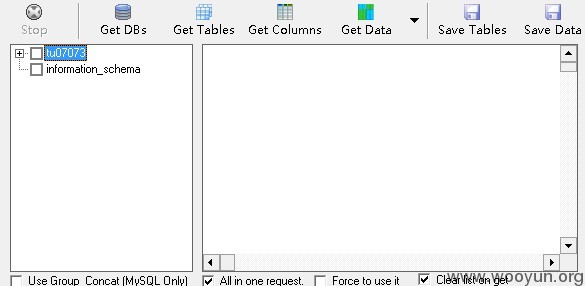 Stop Get DBs Get Tables Get Columns Get Data Save Tables Save Data
tu07073
information_schema
Use Group_Concat (MySQL Only) All in one request. Force to use it Clear list on get
www.wooyun.org